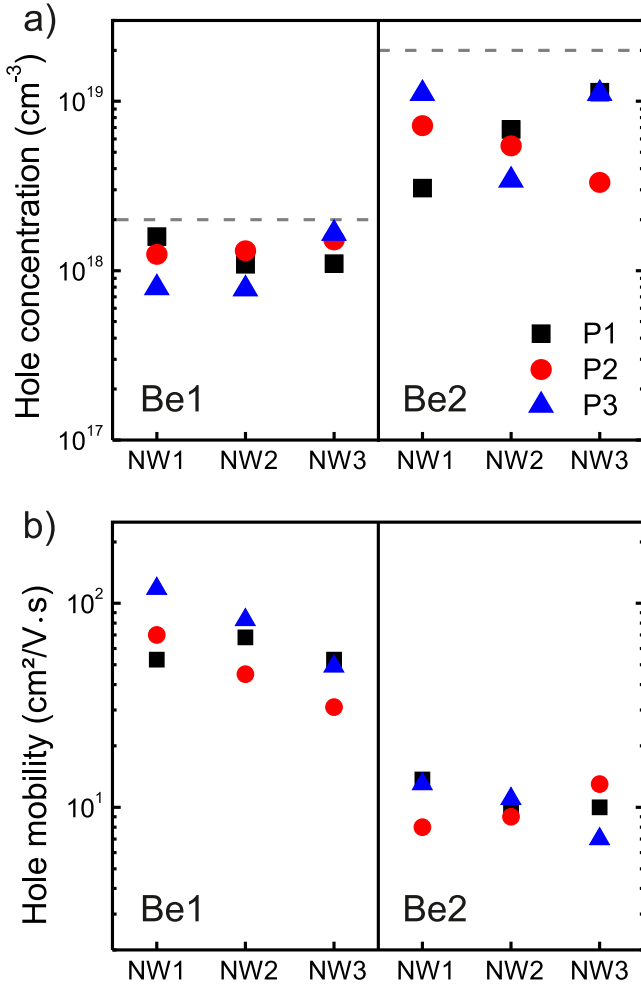 a)
Hole concentration (cm⁻³)
10¹⁹
10¹⁸
10¹⁷
Be1
Be2
P1
P2
P3
NW1 NW2 NW3 NW1 NW2 NW3
b)
Hole mobility (cm²/V·s)
10²
10¹
Be1
Be2
NW1 NW2 NW3 NW1 NW2 NW3